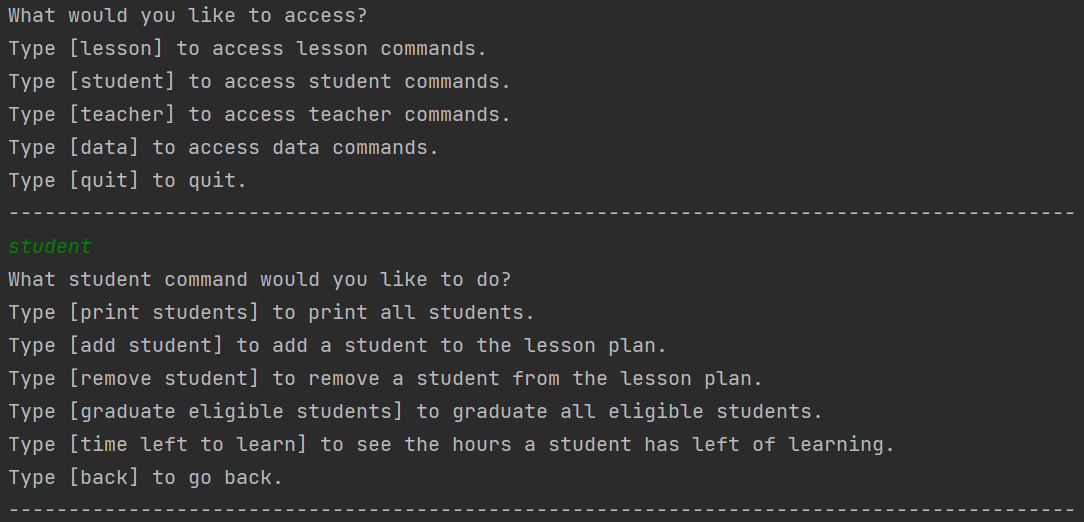 What would you like to access?
Type [lesson] to access lesson commands.
Type [student] to access student commands.
Type [teacher] to access teacher commands.
Type [data] to access data commands.
Type [quit] to quit.
-----------------------------------------------------------------------------------------
student
What student command would you like to do?
Type [print students] to print all students.
Type [add student] to add a student to the lesson plan.
Type [remove student] to remove a student from the lesson plan.
Type [graduate eligible students] to graduate all eligible students.
Type [time left to learn] to see the hours a student has left of learning.
Type [back] to go back.
-----------------------------------------------------------------------------------------